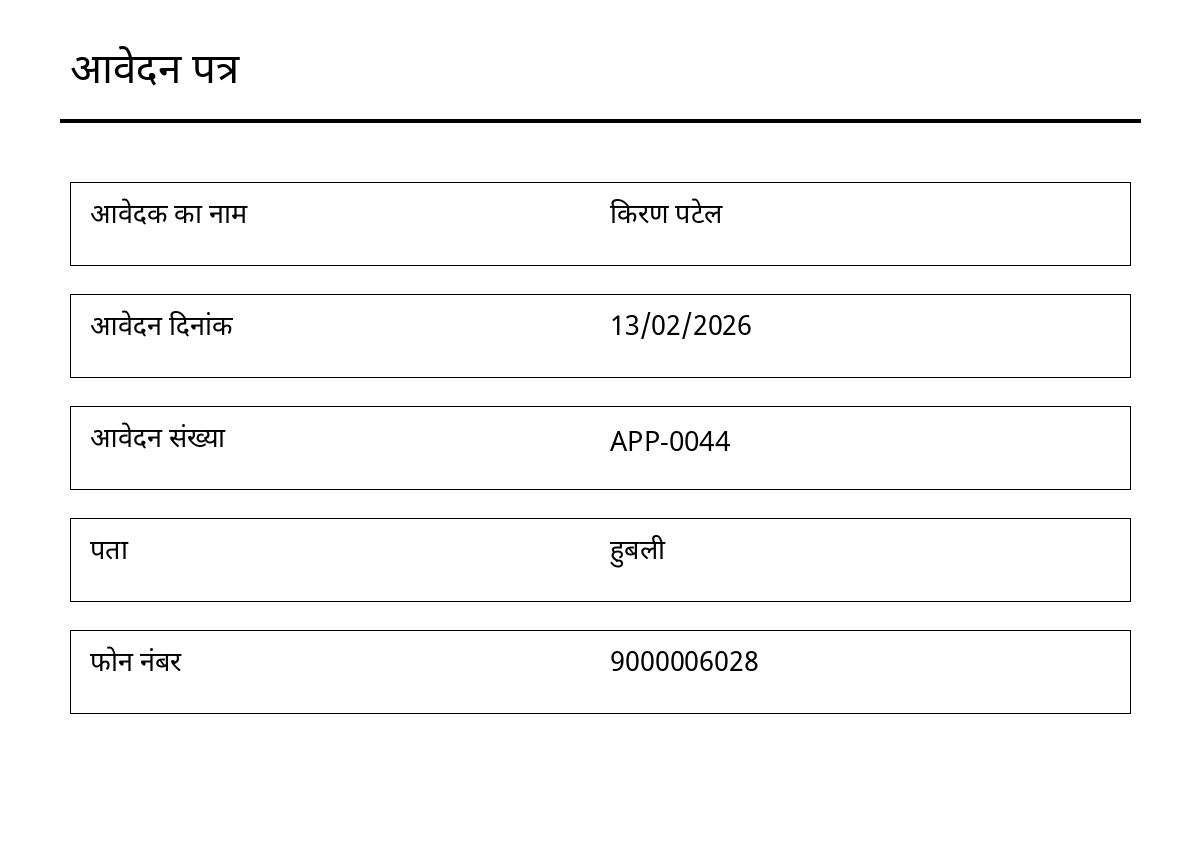 आवेदन पत्र
आवेदक का नाम किरण पटेल
आवेदन दिनांक 13/02/2026
आवेदन संख्या APP-0044
पता हुबली
फोन नंबर 9000006028